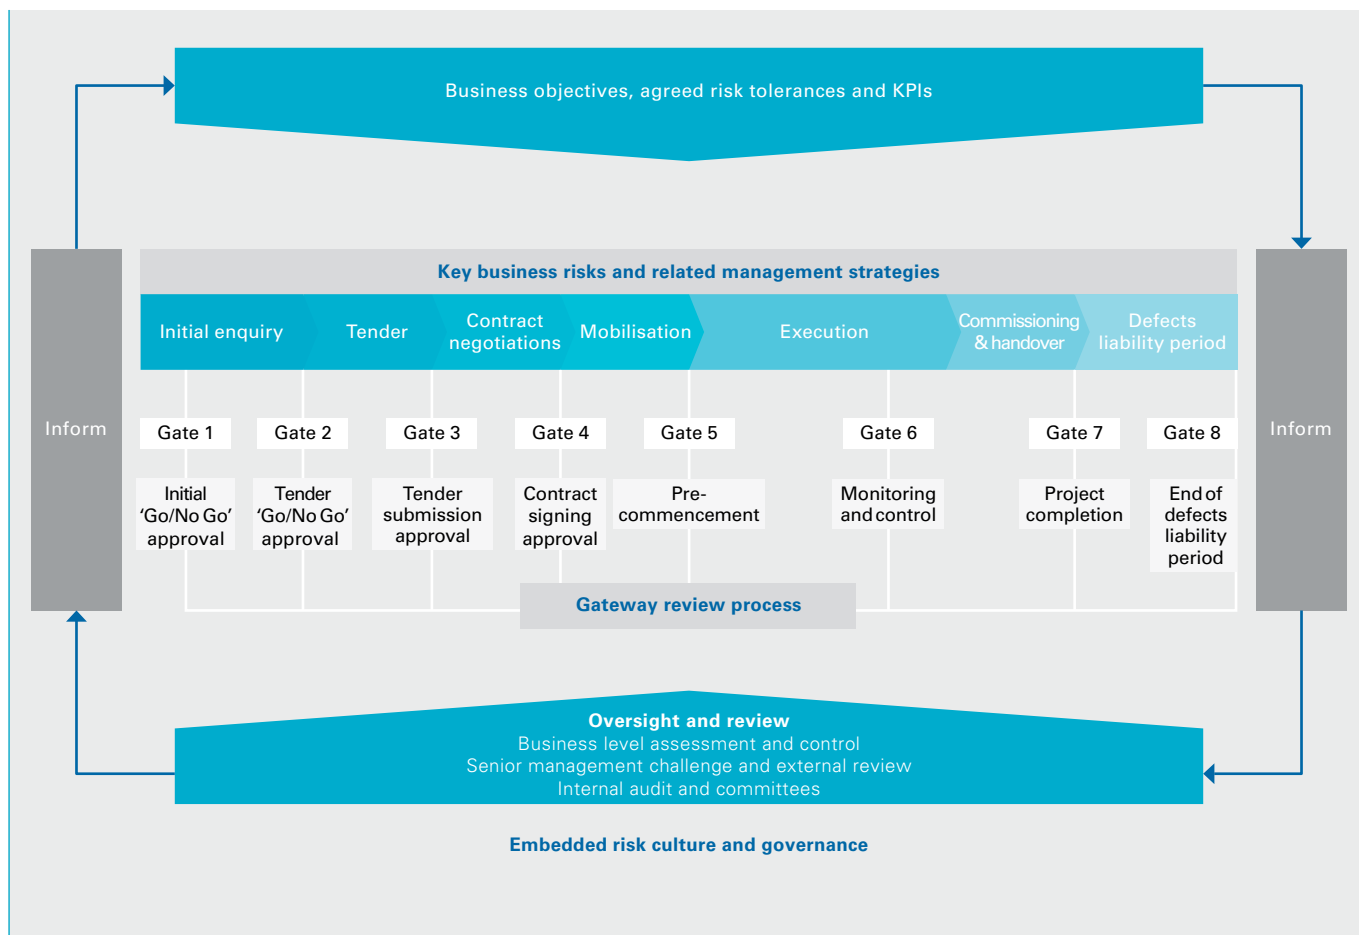 Business objectives, agreed risk tolerances and KPIs
Inform
Key business risks and related management strategies
Inform
Initial enquiry
Tender
Contract
negotiations
Mobilisation
Execution
Commissioning
& handover
Defects
liability period
Gate 1
Gate 2
Gate 3
Gate 4
Gate 5
Gate 6
Gate 7
Gate 8
Initial
‘Go/No Go’
approval
Tender
‘Go/No Go’
approval
Tender
submission
approval
Contract
signing
approval
Pre-
commencement
Monitoring
and control
Project
completion
End of
defects
liability
period
Gateway review process
Oversight and review
Business level assessment and control
Senior management challenge and external review
Internal audit and committees
Embedded risk culture and governance